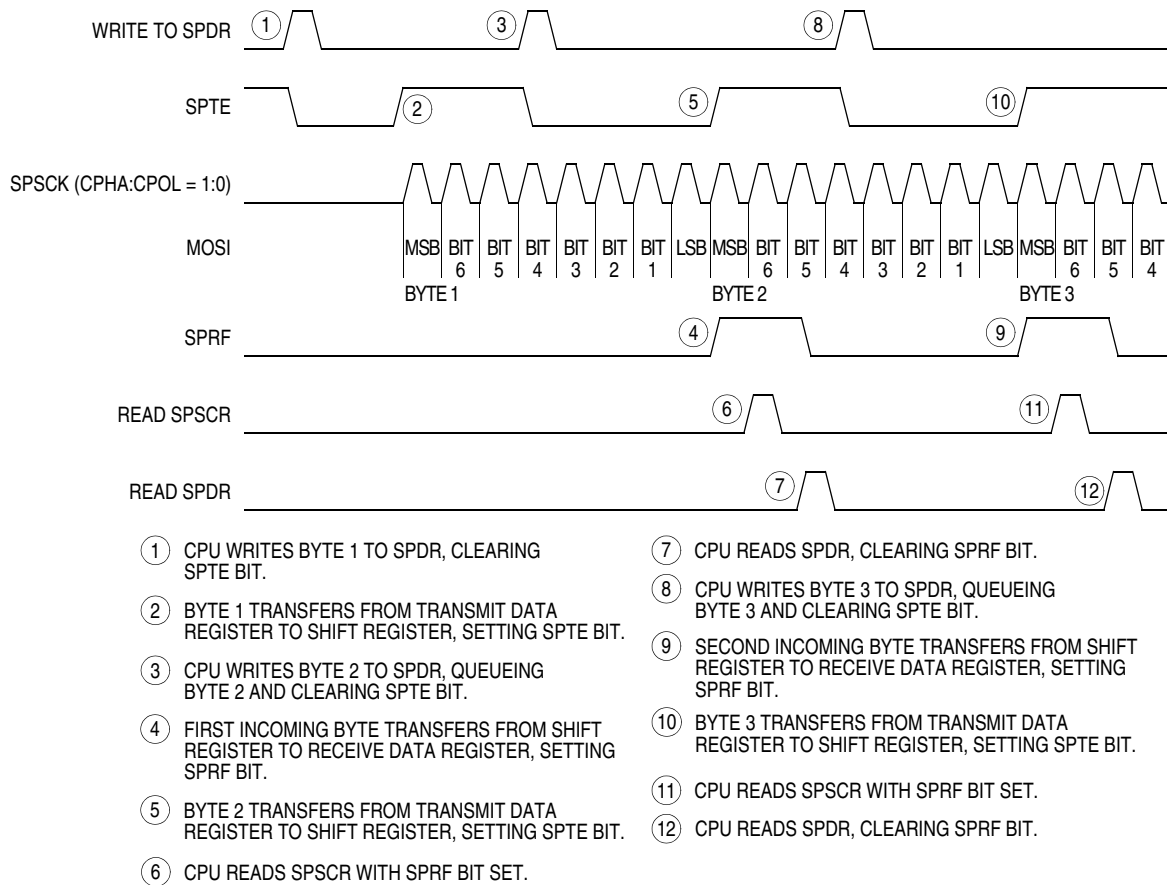 WRITE TO SPDR 1 3 8
SPTE 2 5 10
SPSCK (CPHA:CPOL = 1:0)
MOSI MSB BIT 6 BIT 5 BIT 4 BIT 3 BIT 2 BIT 1 LSB MSB BIT 6 BIT 5 BIT 4 BIT 3 BIT 2 BIT 1 LSB MSB BIT 6 BIT 5 BIT 4
BYTE 1 BYTE 2 BYTE 3
SPRF 4 9
READ SPSCR 6 11
READ SPDR 7 12
1 CPU WRITES BYTE 1 TO SPDR, CLEARING
SPTE BIT.
2 BYTE 1 TRANSFERS FROM TRANSMIT DATA
REGISTER TO SHIFT REGISTER, SETTING SPTE BIT.
3 CPU WRITES BYTE 2 TO SPDR, QUEUEING
BYTE 2 AND CLEARING SPTE BIT.
4 FIRST INCOMING BYTE TRANSFERS FROM SHIFT
REGISTER TO RECEIVE DATA REGISTER, SETTING
SPRF BIT.
5 BYTE 2 TRANSFERS FROM TRANSMIT DATA
REGISTER TO SHIFT REGISTER, SETTING SPTE BIT.
6 CPU READS SPSCR WITH SPRF BIT SET.
7 CPU READS SPDR, CLEARING SPRF BIT.
8 CPU WRITES BYTE 3 TO SPDR, QUEUEING
BYTE 3 AND CLEARING SPTE BIT.
9 SECOND INCOMING BYTE TRANSFERS FROM SHIFT
REGISTER TO RECEIVE DATA REGISTER, SETTING
SPRF BIT.
10 BYTE 3 TRANSFERS FROM TRANSMIT DATA
REGISTER TO SHIFT REGISTER, SETTING SPTE BIT.
11 CPU READS SPSCR WITH SPRF BIT SET.
12 CPU READS SPDR, CLEARING SPRF BIT.